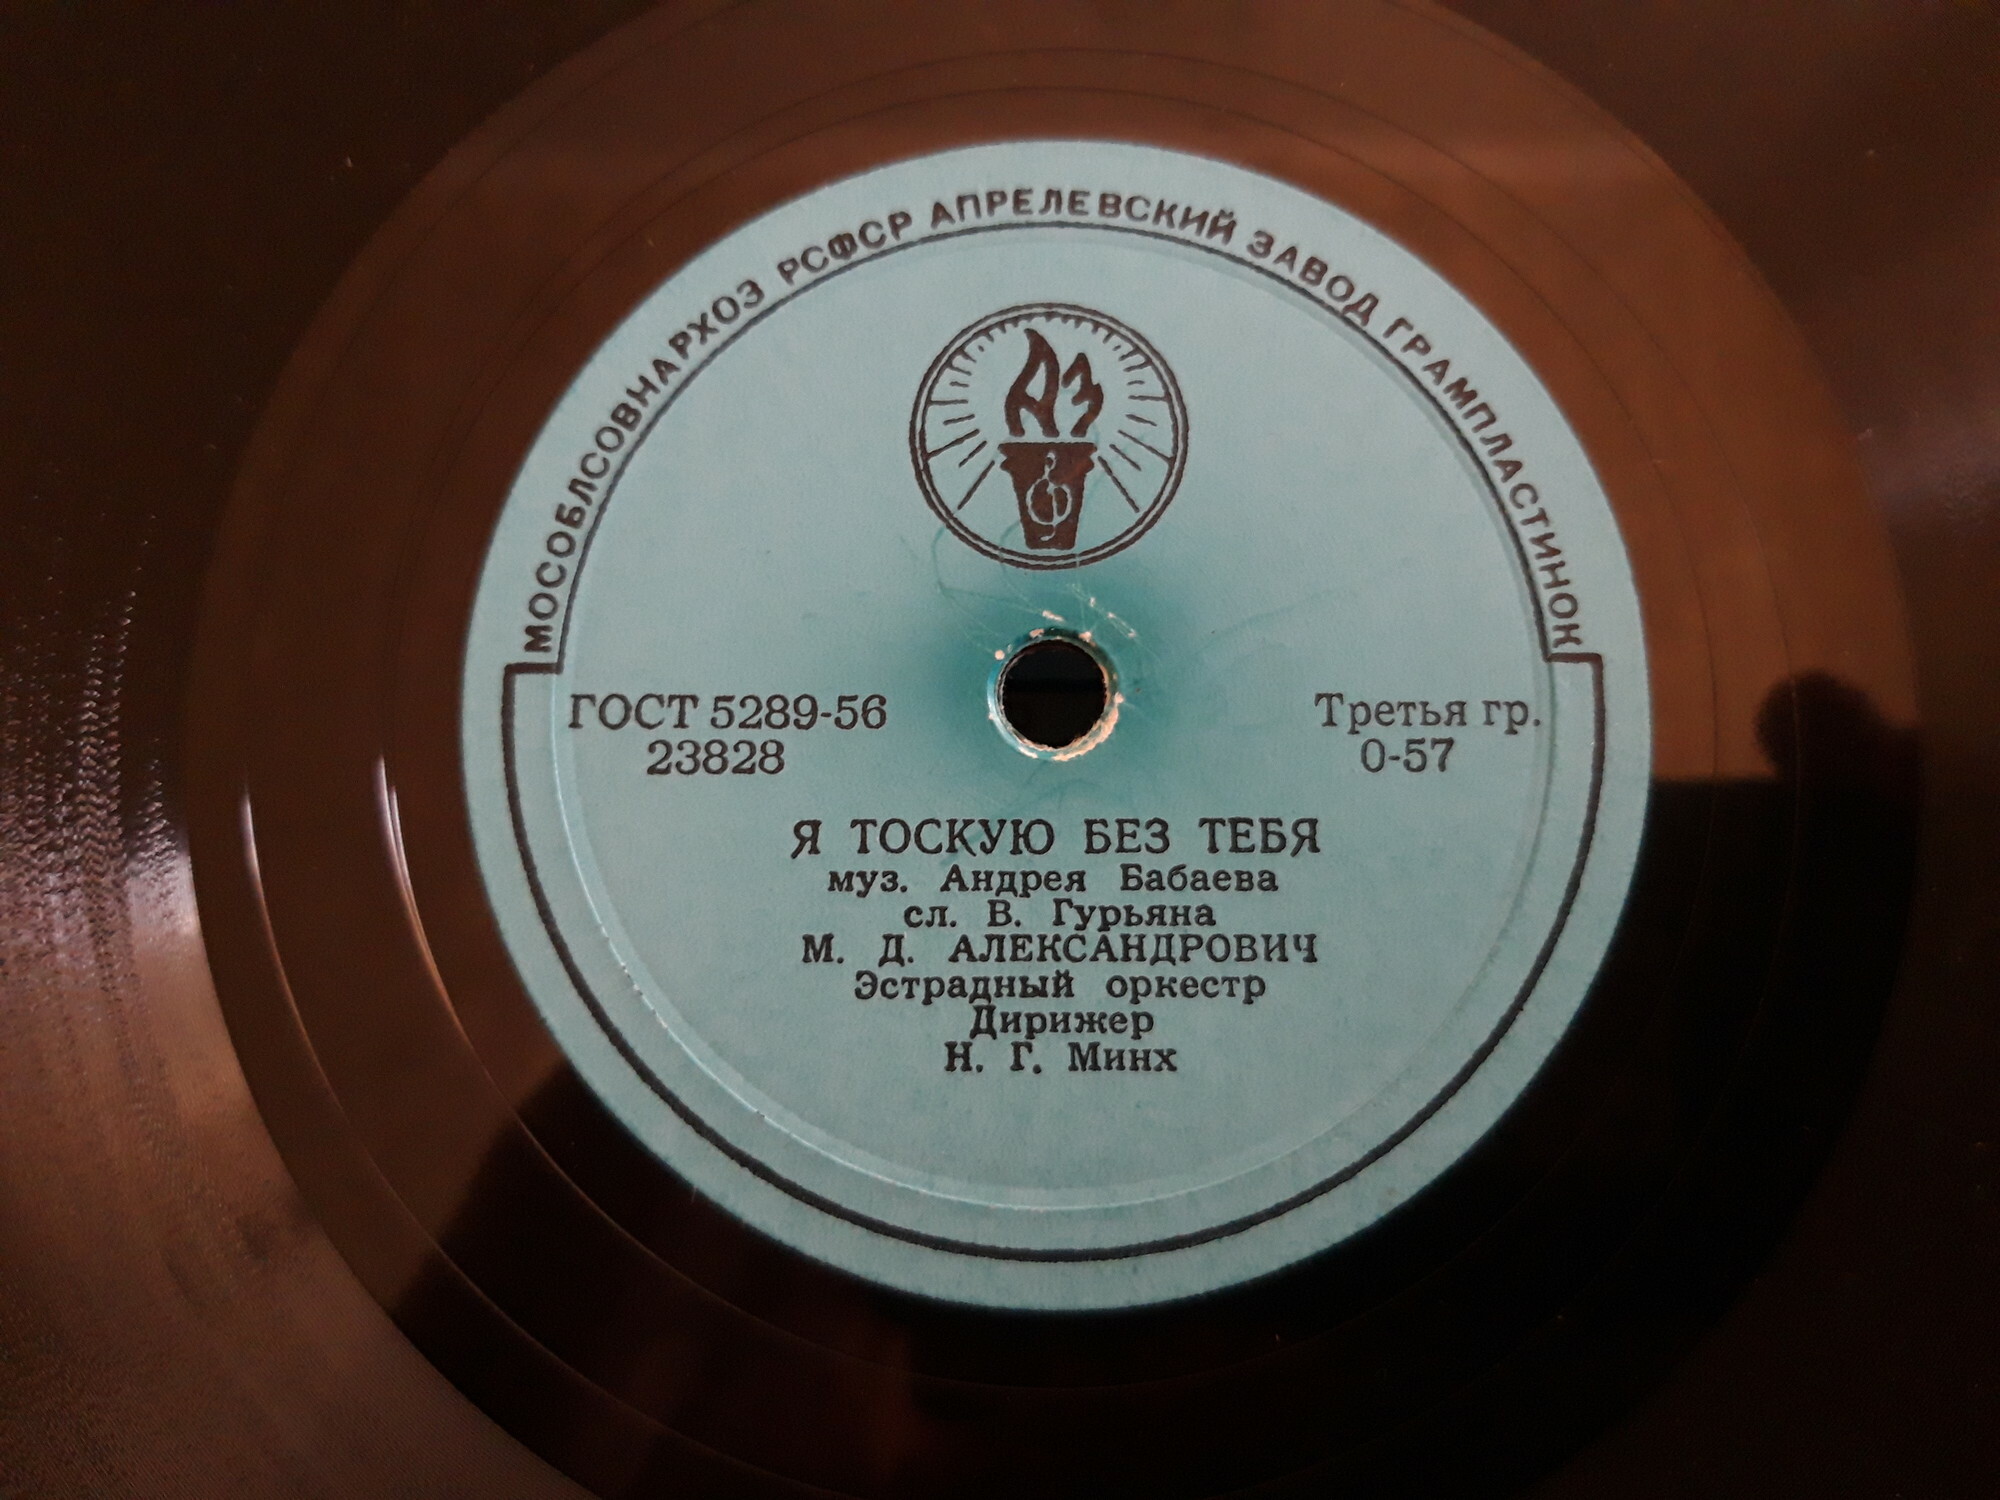 МОСОБЛСОВНАРХОЗ РСФСР АПРЕЛЕВСКИЙ ЗАВОД ГРАМПЛАСТИНОК
АЗ
ГОСТ 5289-56
23828
Третья гр.
0-57
Я ТОСКУЮ БЕЗ ТЕБЯ
муз. Андрея Бабаева
сл. В. Гурьяна
М. Д. АЛЕКСАНДРОВИЧ
Эстрадный оркестр
Дирижер
Н. Г. Минх